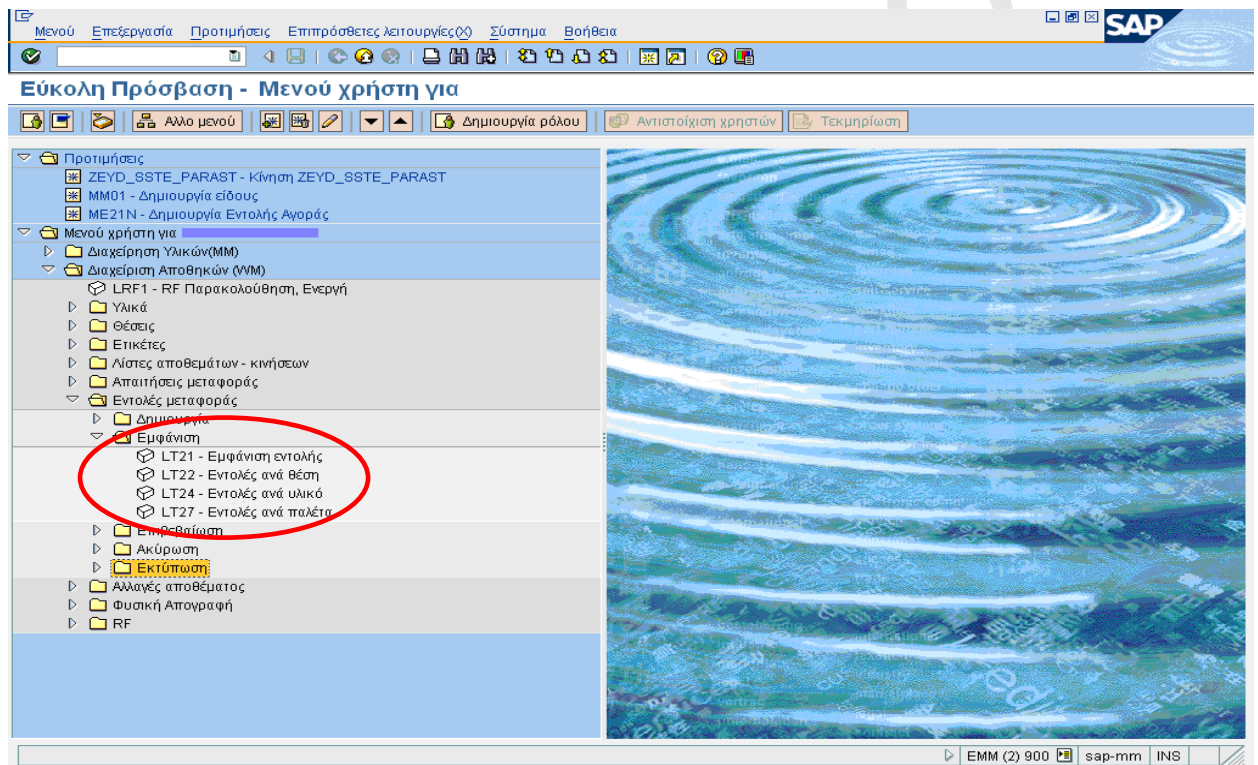 Μενού Επεξεργασία Προτιμήσεις Επιπρόσθετες λειτουργίες(X) Σύστημα Βοήθεια
SAP
Εύκολη Πρόσβαση - Μενού χρήστη για
Αλλο μενού Δημιουργία ρόλου Αντιστοίχιση χρηστών Τεκμηρίωση
Προτιμήσεις
ZEYD_SSTE_PARAST - Κίνηση ZEYD_SSTE_PARAST
MM01 - Δημιουργία είδους
ME21N - Δημιουργία Εντολής Αγοράς
Μενού χρήστη για
Διαχείρηση Υλικών(MM)
Διαχείριση Αποθηκών (WM)
LRF1 - RF Παρακολούθηση, Ενεργή
Υλικά
Θέσεις
Ετικέτες
Λίστες αποθεμάτων - κινήσεων
Απαιτήσεις μεταφοράς
Εντολές μεταφοράς
Δημιουργία
Εμφάνιση
LT21 - Εμφάνιση εντολής
LT22 - Εντολές ανά θέση
LT24 - Εντολές ανά υλικό
LT27 - Εντολές ανά παλέτα
Επιβεβαίωση
Ακύρωση
Εκτύπωση
Αλλαγές αποθέματος
Φυσική Απογραφή
RF
EMM (2) 900 sap-mm INS